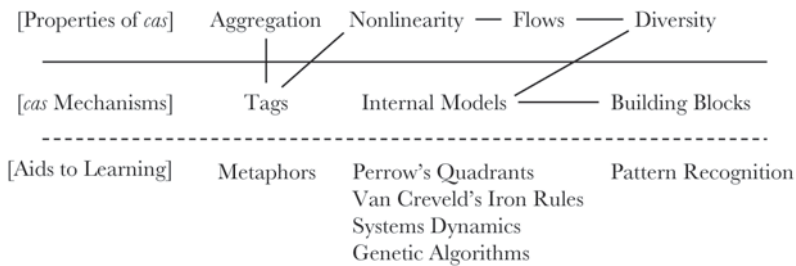 [Properties of cas] Aggregation Nonlinearity Flows Diversity
[cas Mechanisms] Tags Internal Models Building Blocks
[Aids to Learning] Metaphors Perrow's Quadrants Pattern Recognition
Van Creveld's Iron Rules
Systems Dynamics
Genetic Algorithms